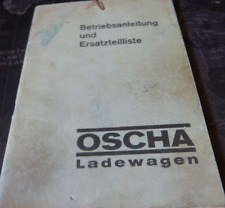 Betriebsanleitung
und
Ersatzteilliste
OSCHA
Ladewagen